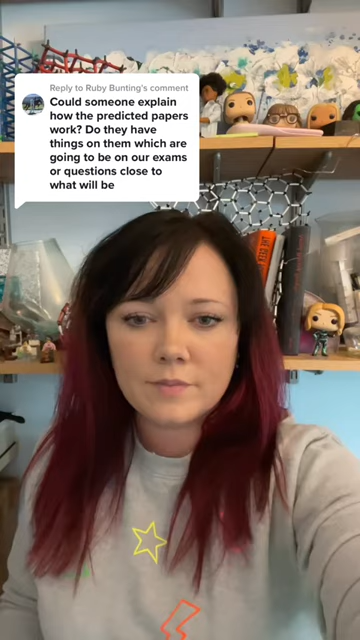 Reply to Ruby Bunting's comment
Could someone explain
how the predicted papers
work? Do they have
things on them which are
going to be on our exams
or questions close to
what will be